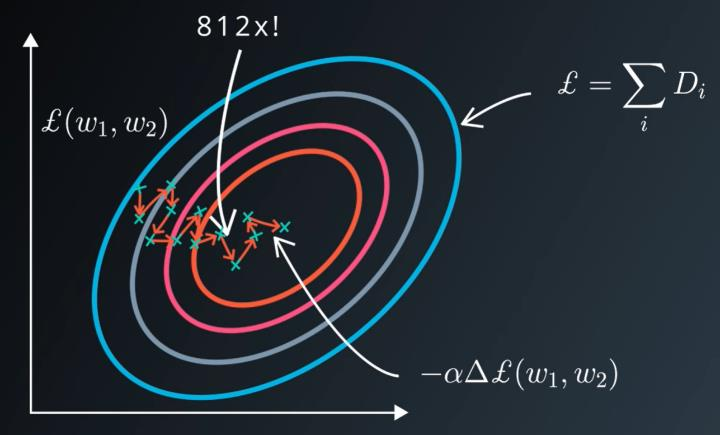 812x!
£ = ∑ᵢ Dᵢ
£(w₁, w₂)
−αΔ£(w₁, w₂)